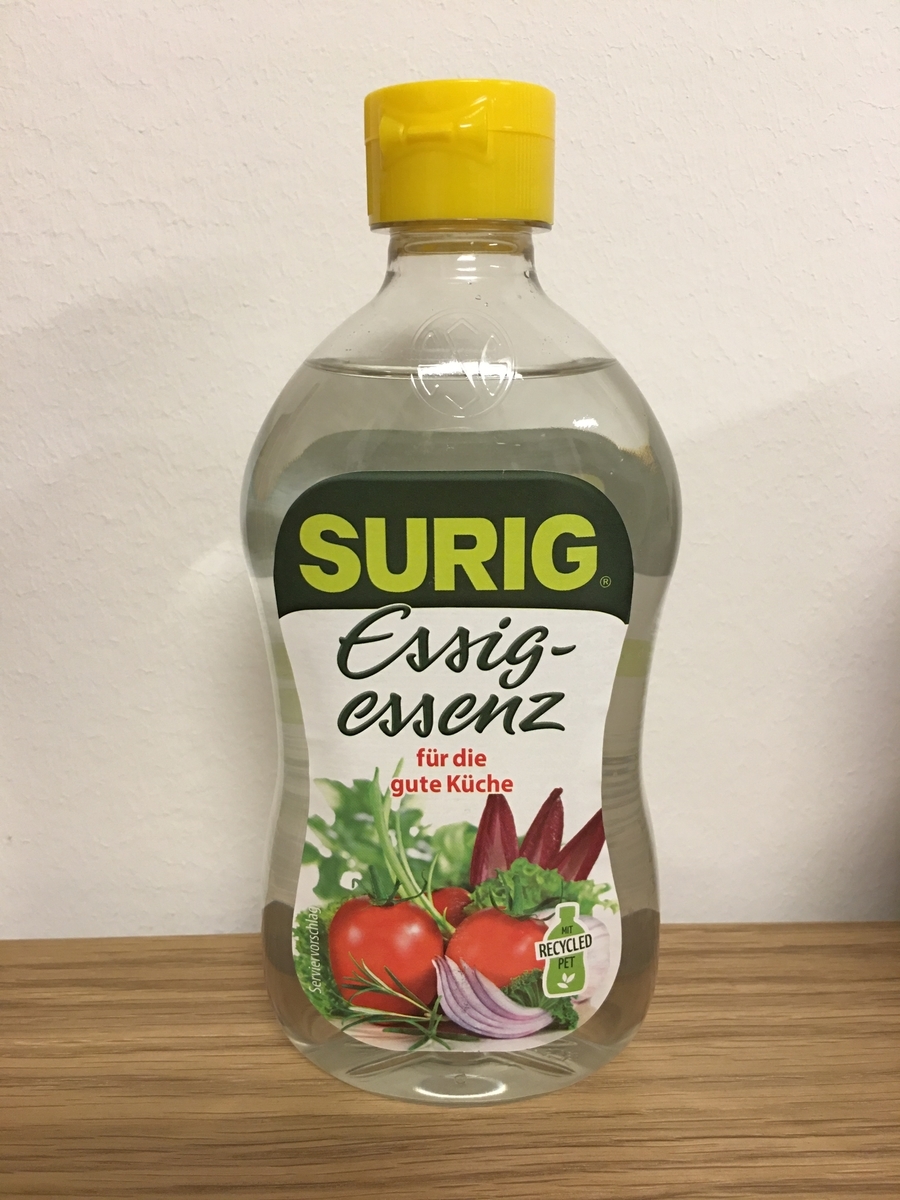 SURIG®
Essig-
essenz
für die
gute Küche
Serviervorschlag
MIT
RECYCLED
PET